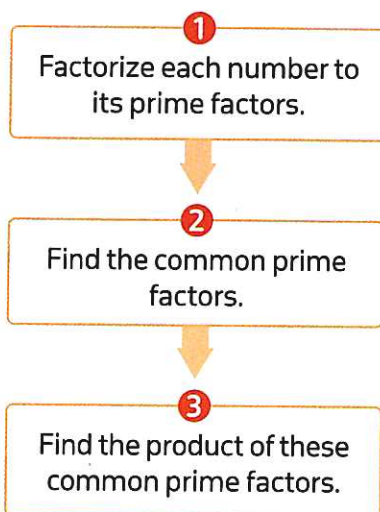 1
Factorize each number to
its prime factors.
2
Find the common prime
factors.
3
Find the product of these
common prime factors.